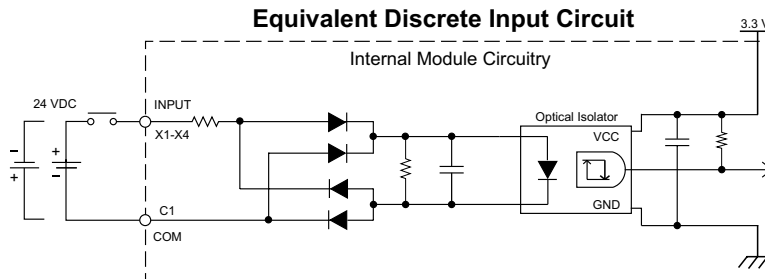 Equivalent Discrete Input Circuit
3.3 V
Internal Module Circuitry
24 VDC
INPUT
X1-X4
Optical Isolator
VCC
GND
–
+
+
–
C1
COM